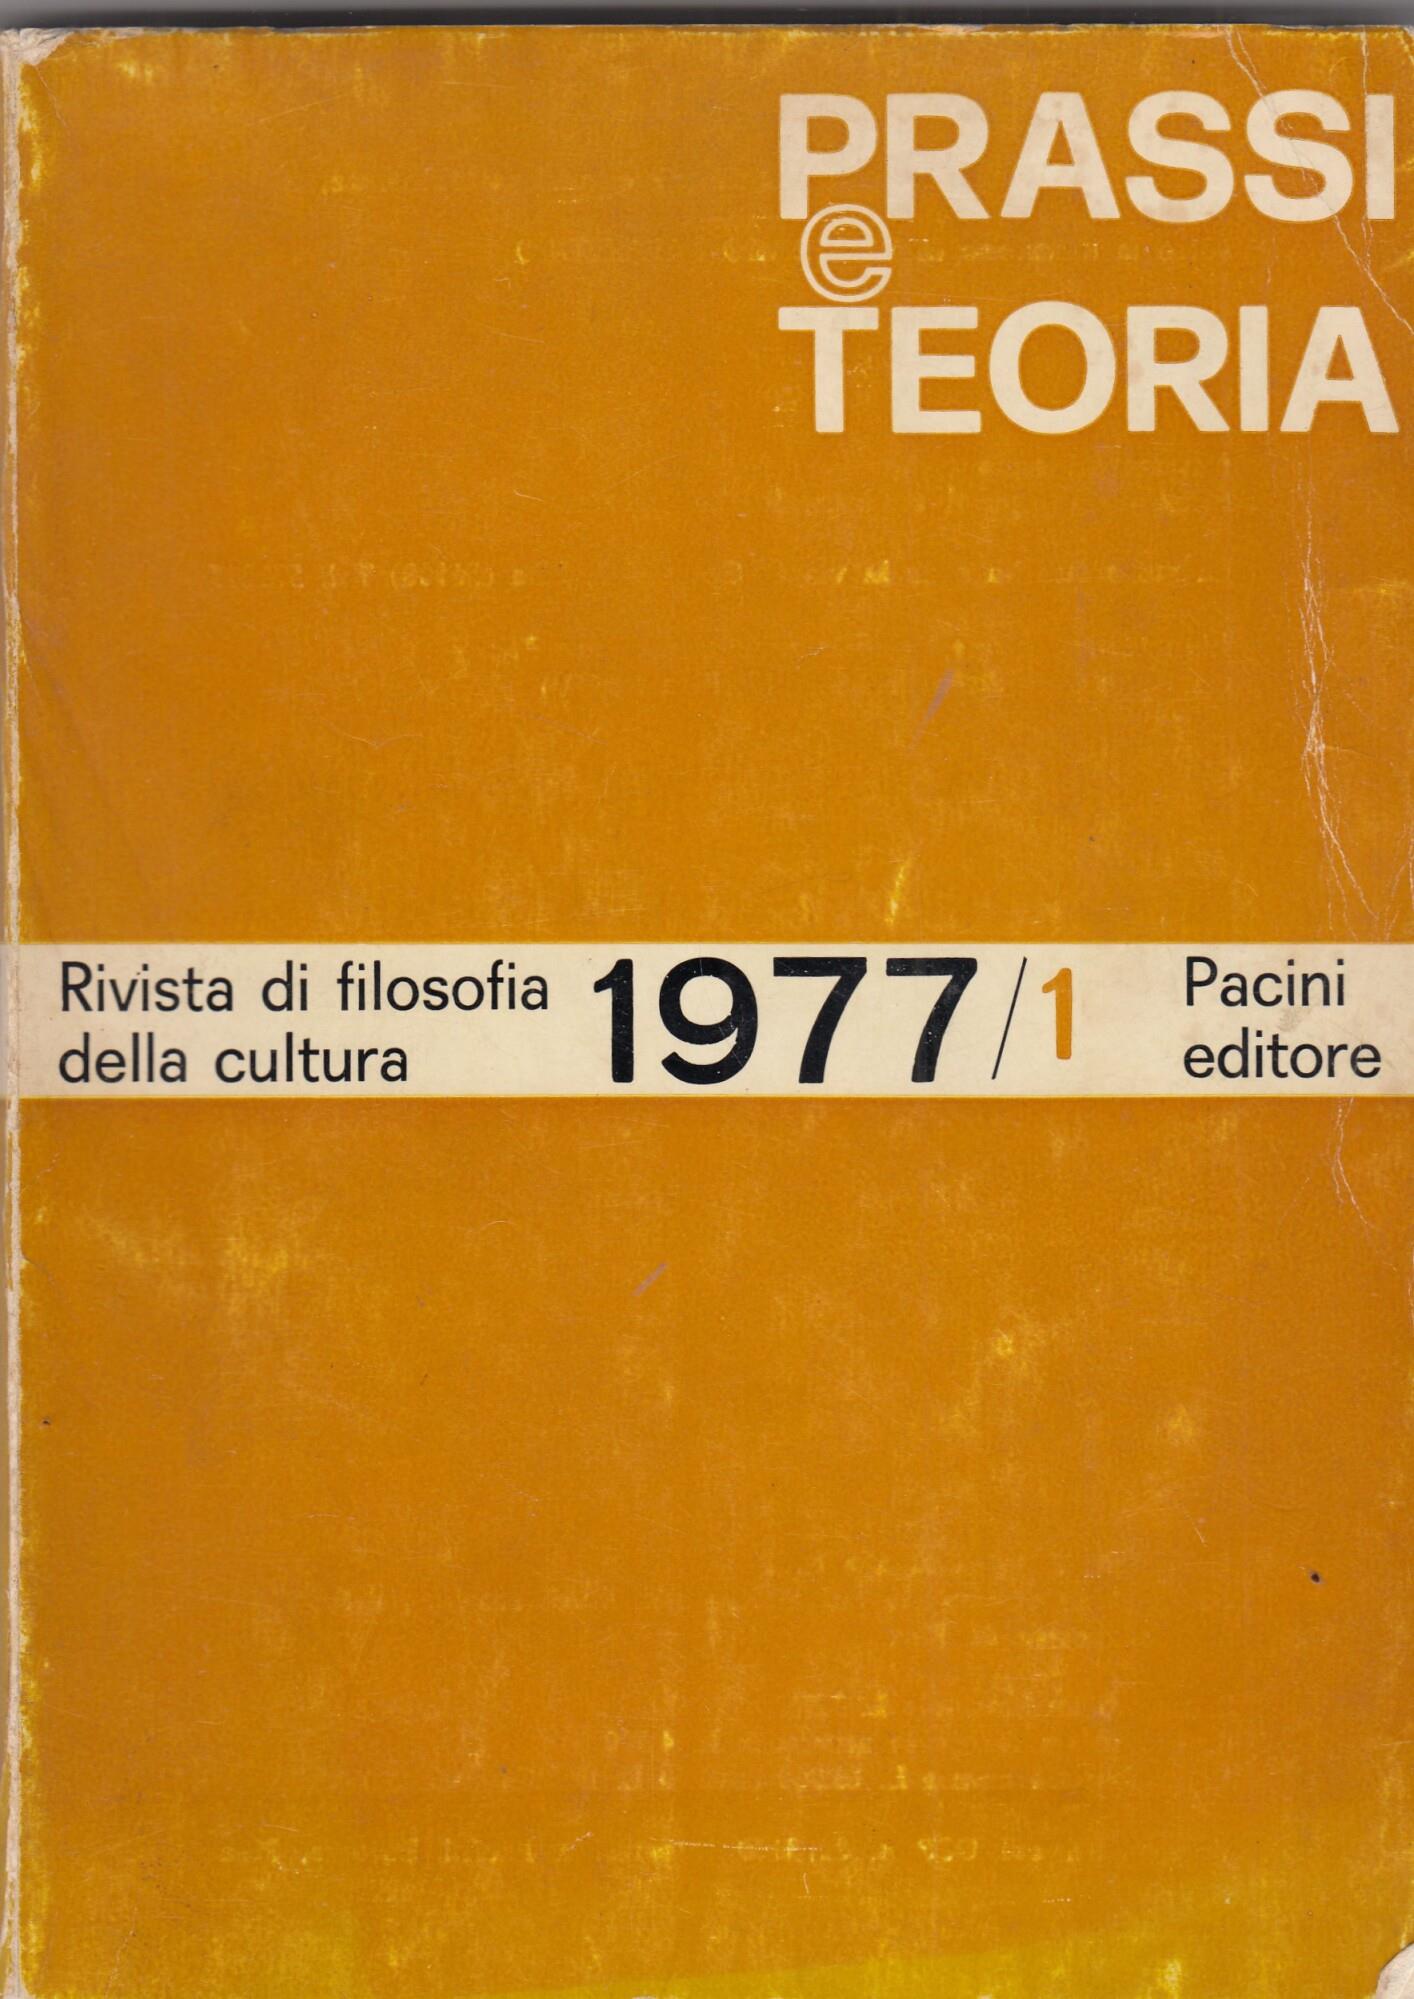 PRASSI
e
TEORIA
Rivista di filosofia
della cultura
1977/1
Pacini
editore